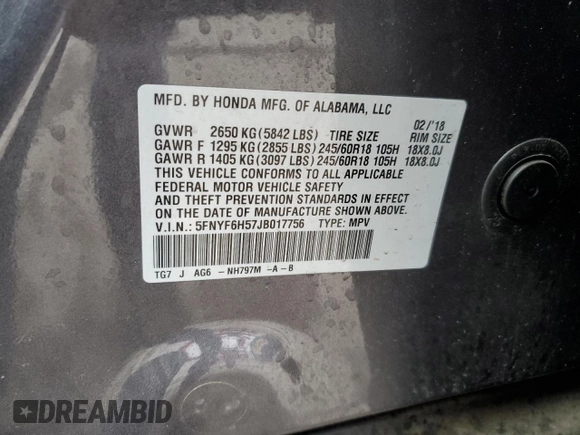 MFD. BY HONDA MFG. OF ALABAMA, LLC
02/'18
GVWR 2650 KG (5842 LBS) TIRE SIZE RIM SIZE
GAWR F 1295 KG (2855 LBS) 245/60R18 105H 18X8.0J
GAWR R 1405 KG (3097 LBS) 245/60R18 105H 18X8.0J
THIS VEHICLE CONFORMS TO ALL APPLICABLE
FEDERAL MOTOR VEHICLE SAFETY
AND THEFT PREVENTION STANDARDS IN EFFECT
ON THE DATE OF MANUFACTURE SHOWN ABOVE.
V.I.N.: 5FNYF6H57JB017756 TYPE: MPV
TG7 J AG6 -NH797M -A-B
DREAMBID